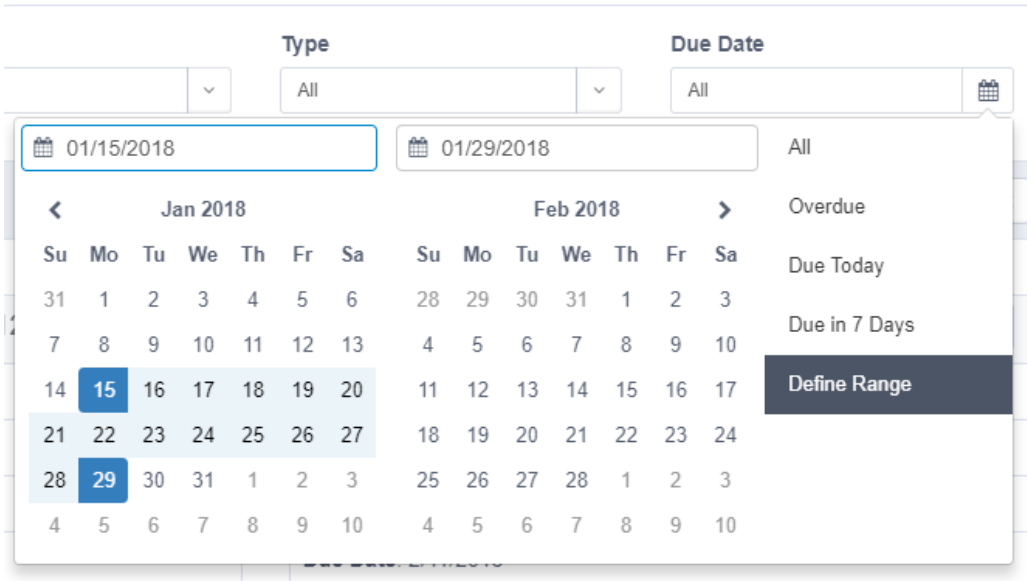 Type Due Date
All All
01/15/2018 01/29/2018 All
Jan 2018 Feb 2018 Overdue
Su Mo Tu We Th Fr Sa Su Mo Tu We Th Fr Sa
Due Today
31 1 2 3 4 5 6 28 29 30 31 1 2 3
Due in 7 Days
7 8 9 10 11 12 13 4 5 6 7 8 9 10
14 15 16 17 18 19 20 11 12 13 14 15 16 17 Define Range
21 22 23 24 25 26 27 18 19 20 21 22 23 24
28 29 30 31 1 2 3 25 26 27 28 1 2 3
4 5 6 7 8 9 10 4 5 6 7 8 9 10